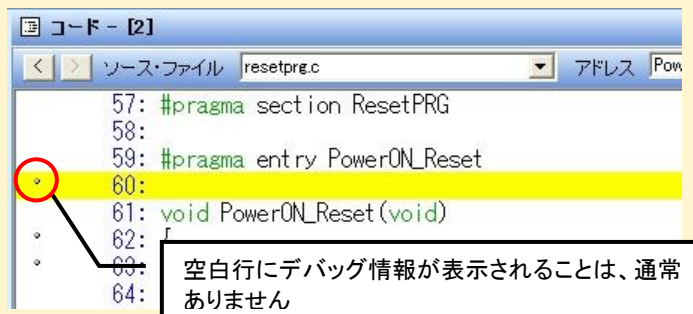 コード - [2]
< > ソース・ファイル resetprg.c アドレス Pow
57: #pragma section ResetPRG
58:
59: #pragma entry PowerON_Reset
60:
61: void PowerON_Reset(void)
62: {
63:
64:
空白行にデバッグ情報が表示されることは、通常
ありません